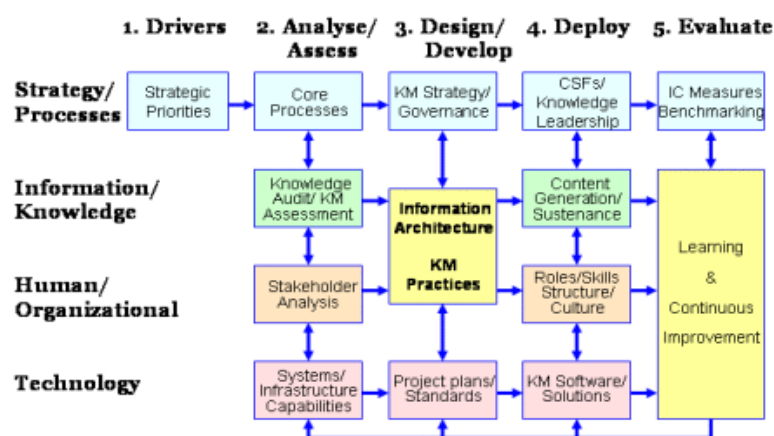 1. Drivers
2. Analyse/
Assess
3. Design/
Develop
4. Deploy
5. Evaluate
Strategy/
Processes
Strategic
Priorities
Core
Processes
KM Strategy/
Governance
CSFs/
Knowledge
Leadership
IC Measures
Benchmarking
Information/
Knowledge
Knowledge
Audit/ KM
Assessment
Information
Architecture
KM
Practices
Content
Generation/
Sustenance
Learning
&
Continuous
Improvement
Human/
Organizational
Stakeholder
Analysis
Roles/Skills
Structure/
Culture
Technology
Systems/
Infrastructure
Capabilities
Project plans/
Standards
KM Software/
Solutions